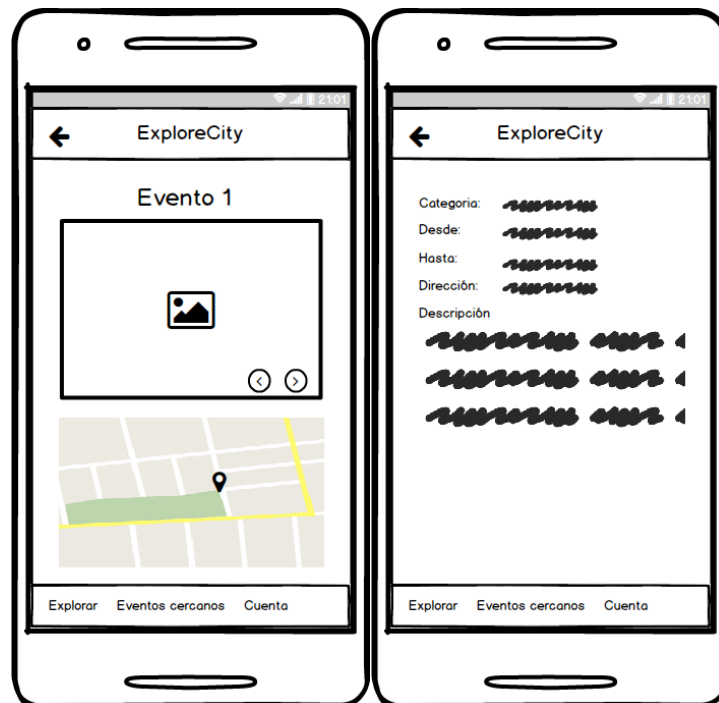 21:01
ExploreCity
Evento 1
Explorar Eventos cercanos Cuenta
21:01
ExploreCity
Categoria:
Desde:
Hasta:
Dirección:
Descripción
Explorar Eventos cercanos Cuenta